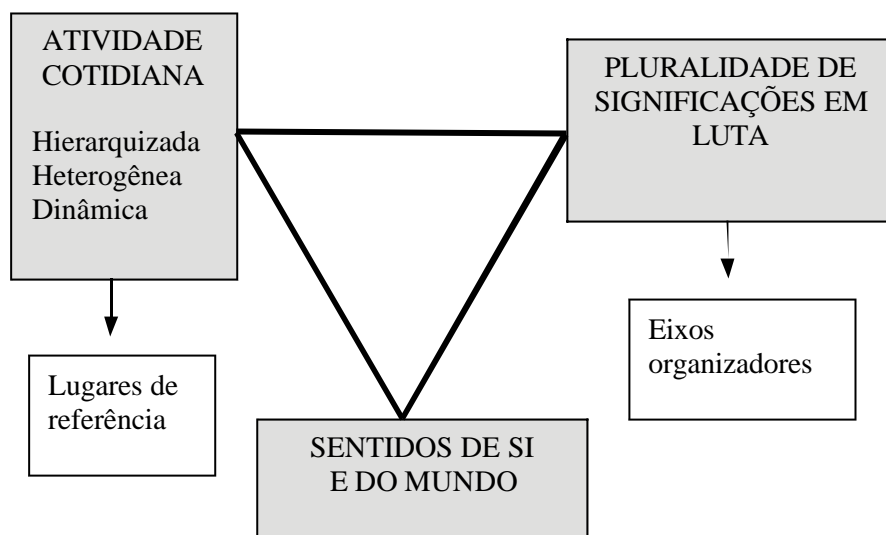 ATIVIDADE
COTIDIANA
Hierarquizada
Heterogênea
Dinâmica
PLURALIDADE DE
SIGNIFICAÇÕES EM
LUTA
Lugares de
referência
Eixos
organizadores
SENTIDOS DE SI
E DO MUNDO